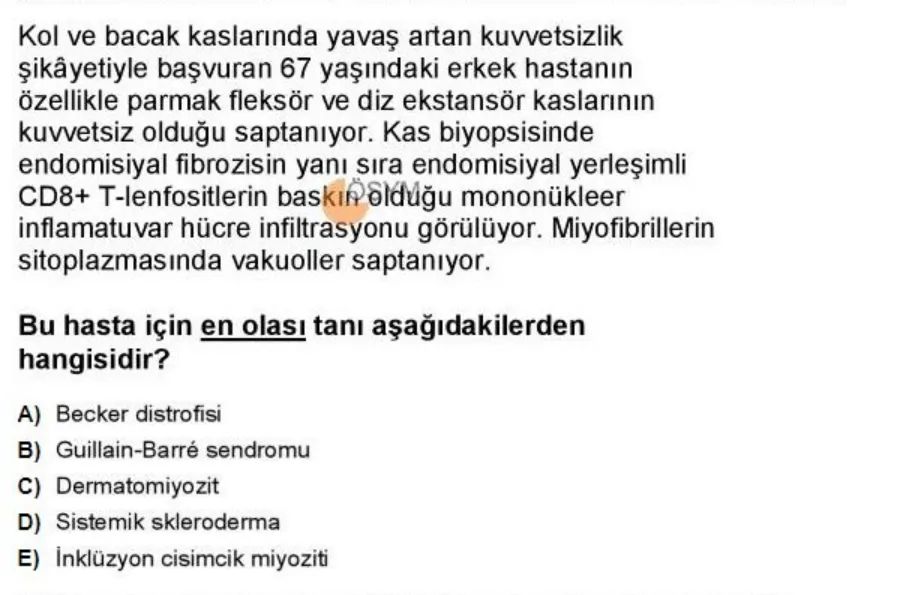 Kol ve bacak kaslarında yavaş artan kuvvetsizlik
şikâyetiyle başvuran 67 yaşındaki erkek hastanın
özellikle parmak fleksör ve diz ekstansör kaslarının
kuvvetsiz olduğu saptanıyor. Kas biyopsisinde
endomisiyal fibrozisin yanı sıra endomisiyal yerleşimli
CD8+ T-lenfositlerin baskın olduğu mononükleer
inflamatuvar hücre infiltrasyonu görülüyor. Miyofibrillerin
sitoplazmasında vakuoller saptanıyor.
ÖSYM
Bu hasta için en olası tanı aşağıdakilerden
hangisidir?
A) Becker distrofisi
B) Guillain-Barré sendromu
C) Dermatomiyozit
D) Sistemik skleroderma
E) İnklüzyon cisimcik miyoziti